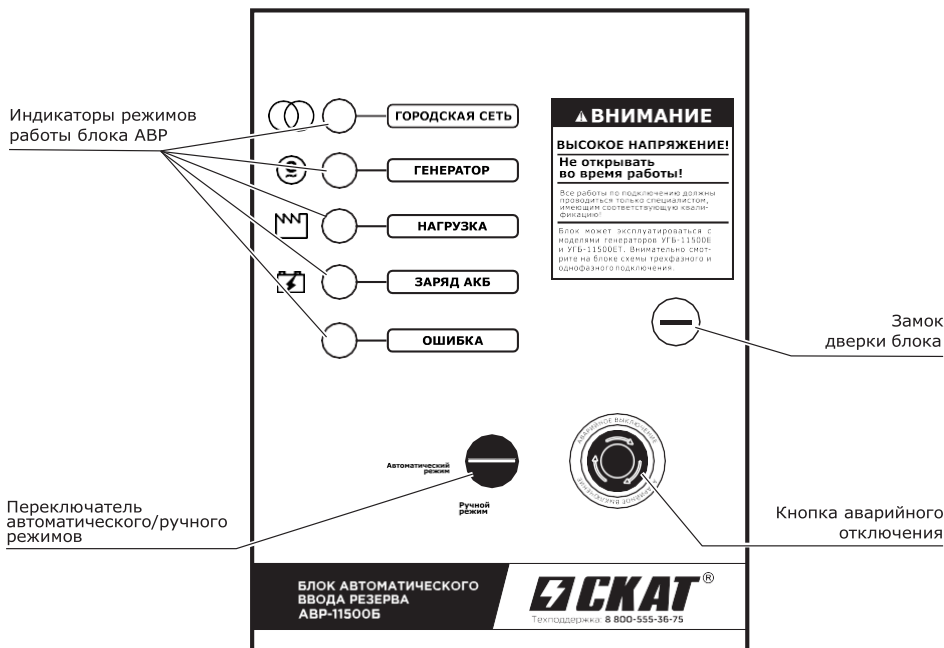 Индикаторы режимов
работы блока АВР
ГОРОДСКАЯ СЕТЬ
ГЕНЕРАТОР
НАГРУЗКА
ЗАРЯД АКБ
ОШИБКА
ВНИМАНИЕ
ВЫСОКОЕ НАПРЯЖЕНИЕ!
Не открывать
во время работы!
Все работы по подключению должны
проводиться только специалистом,
имеющим соответствующую квали-
фикацию!
Блок может эксплуатироваться с
моделями генераторов УГБ-11500Е
и УГБ-11500ЕТ. Внимательно смот-
рите на блоке схемы трехфазного и
однофазного подключения.
Замок
дверки блока
АВАРИЙНОЕ ВЫКЛЮЧЕНИЕ
АВАРИЙНОЕ ВЫКЛЮЧЕНИЕ
Автоматический
режим
Ручной
режим
Переключатель
автоматического/ручного
режимов
Кнопка аварийного
отключения
БЛОК АВТОМАТИЧЕСКОГО
ВВОДА РЕЗЕРВА
АВР-11500Б
СКАТ®
Техподдержка: 8 800-555-36-75